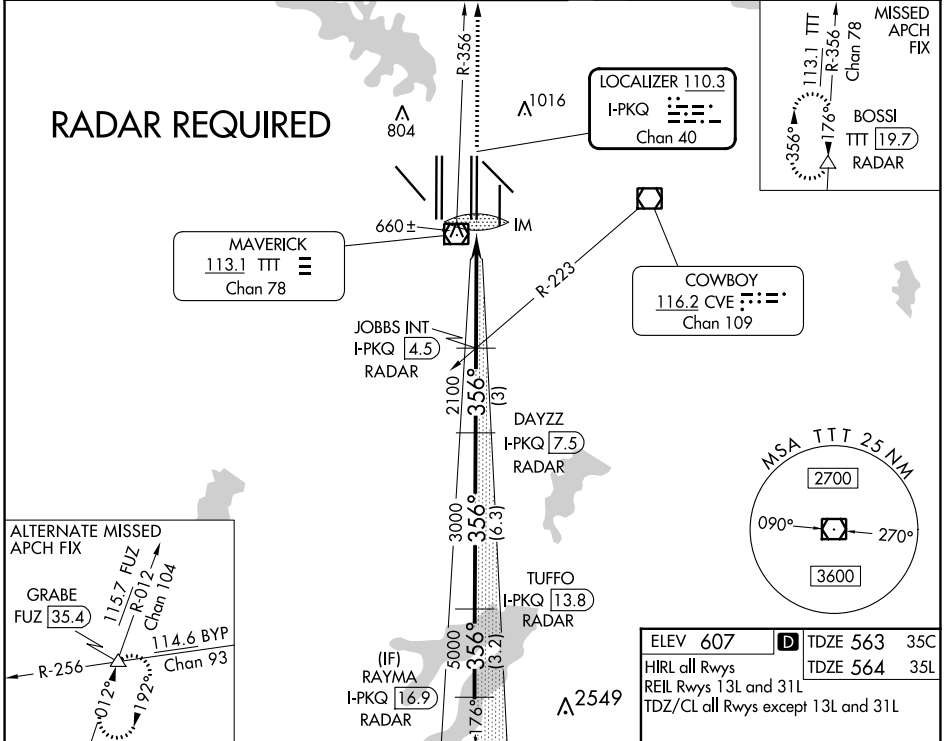 RADAR REQUIRED
R-356
804
1016
LOCALIZER 110.3
I-PKQ
Chan 40
MISSED
APCH
FIX
113.1 TTT
R-356
Chan 78
356°
176°
BOSSI
TTT 19.7
RADAR
660 ±
IM
MAVERICK
113.1 TTT
Chan 78
R-223
COWBOY
116.2 CVE
Chan 109
JOBBS INT
I-PKQ 4.5
RADAR
2100
356°
(3)
DAYZZ
I-PKQ 7.5
RADAR
3000
356°
(6.3)
TUFFO
I-PKQ 13.8
RADAR
5000
356°
(3.2)
(IF)
RAYMA
I-PKQ 16.9
RADAR
176°
2549
MSA TTT 25 NM
2700
090°
270°
3600
ALTERNATE MISSED
APCH FIX
GRABE
FUZ 35.4
115.7 FUZ
R-012
Chan 104
114.6 BYP
Chan 93
R-256
012°
192°
ELEV 607 D TDZE 563 35C
TDZE 564 35L
HIRL all Rwys
REIL Rwys 13L and 31L
TDZ/CL all Rwys except 13L and 31L